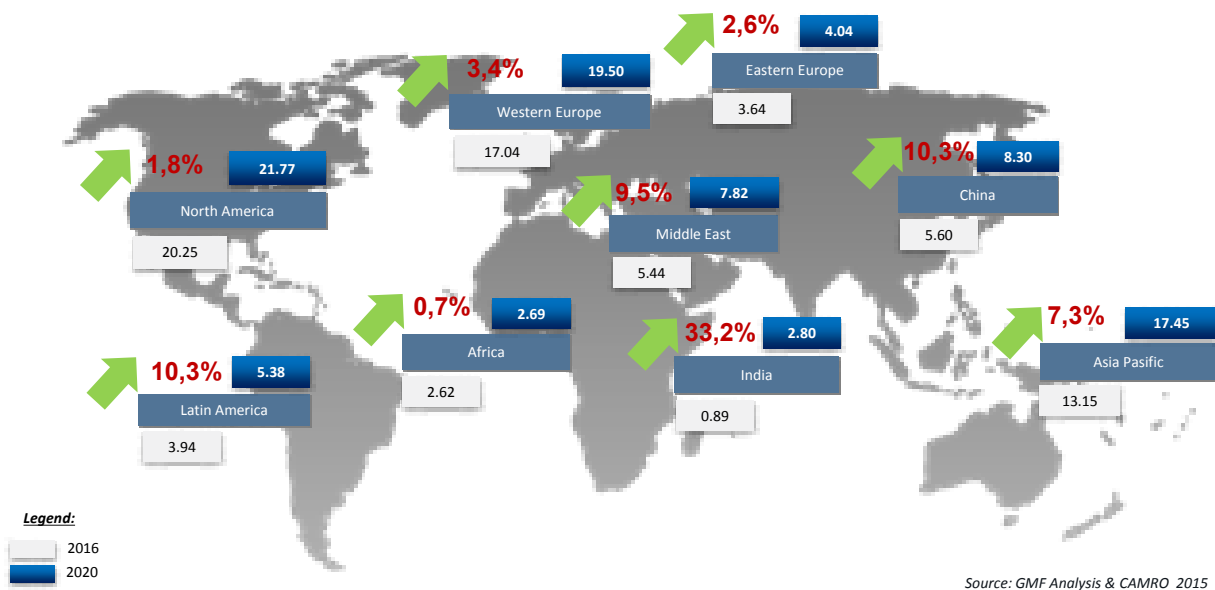 2,6%
4.04
Eastern Europe
3.64
3,4%
19.50
Western Europe
17.04
1,8%
21.77
North America
20.25
10,3%
8.30
China
5.60
9,5%
7.82
Middle East
5.44
0,7%
2.69
Africa
2.62
33,2%
2.80
India
0.89
7,3%
17.45
Asia Pasific
13.15
10,3%
5.38
Latin America
3.94
Legend:
2016
2020
Source: GMF Analysis & CAMRO 2015